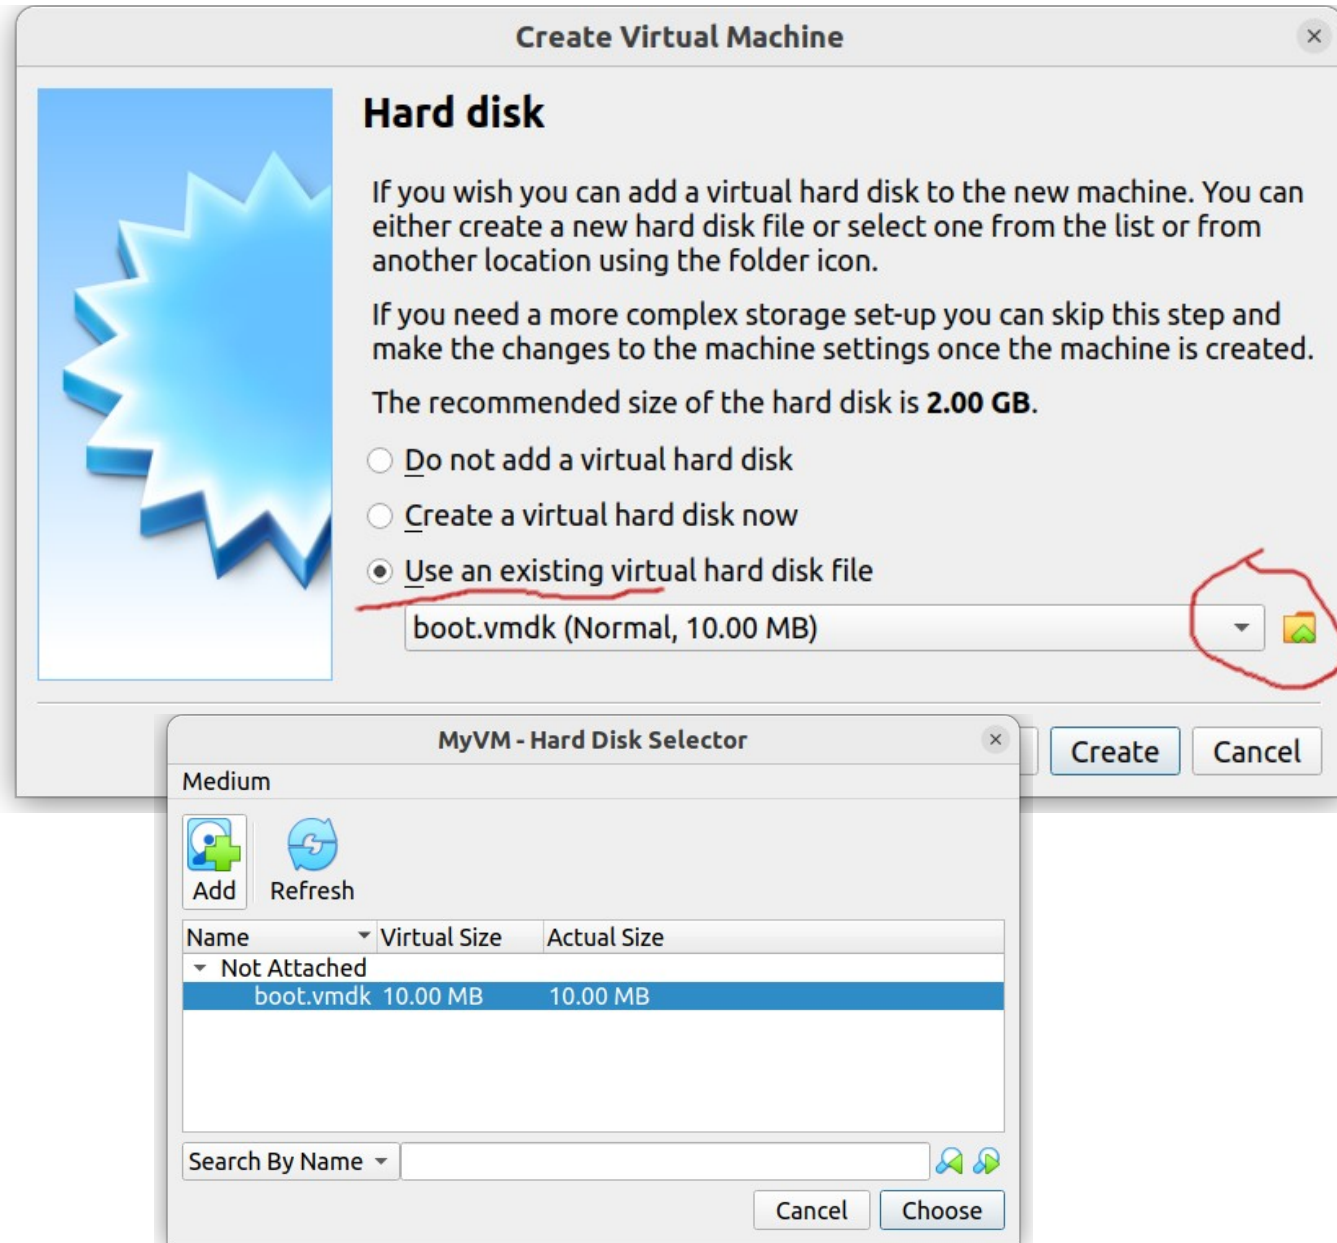 Create Virtual Machine
Hard disk
If you wish you can add a virtual hard disk to the new machine. You can
either create a new hard disk file or select one from the list or from
another location using the folder icon.
If you need a more complex storage set-up you can skip this step and
make the changes to the machine settings once the machine is created.
The recommended size of the hard disk is 2.00 GB.
Do not add a virtual hard disk
Create a virtual hard disk now
Use an existing virtual hard disk file
boot.vmdk (Normal, 10.00 MB)
Create Cancel
MyVM - Hard Disk Selector
Medium
Add Refresh
Name Virtual Size Actual Size
Not Attached
boot.vmdk 10.00 MB 10.00 MB
Search By Name
Cancel Choose